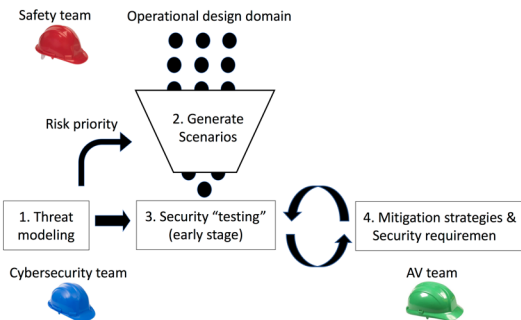 Safety team
Operational design domain
2. Generate
Scenarios
Risk priority
1. Threat
modeling
3. Security "testing"
(early stage)
4. Mitigation strategies &
Security requiremen
Cybersecurity team
AV team